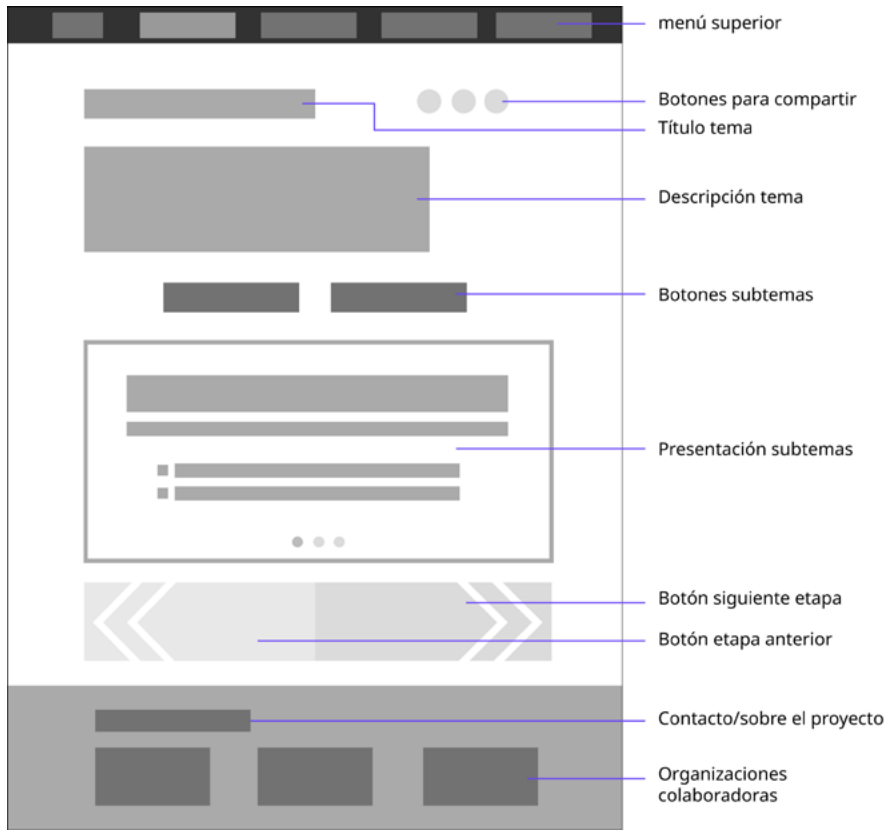 menú superior
Botones para compartir
Título tema
Descripción tema
Botones subtemas
Presentación subtemas
Botón siguiente etapa
Botón etapa anterior
Contacto/sobre el proyecto
Organizaciones
colaboradoras